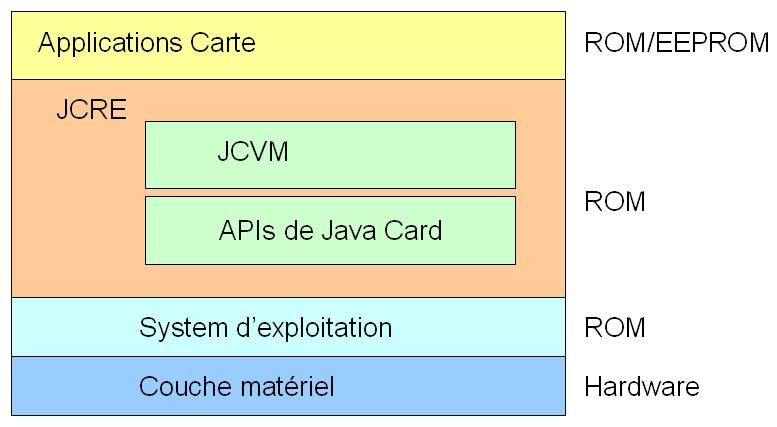 Applications Carte ROM/EEPROM
JCRE
JCVM
ROM
APIs de Java Card
System d'exploitation ROM
Couche matériel Hardware